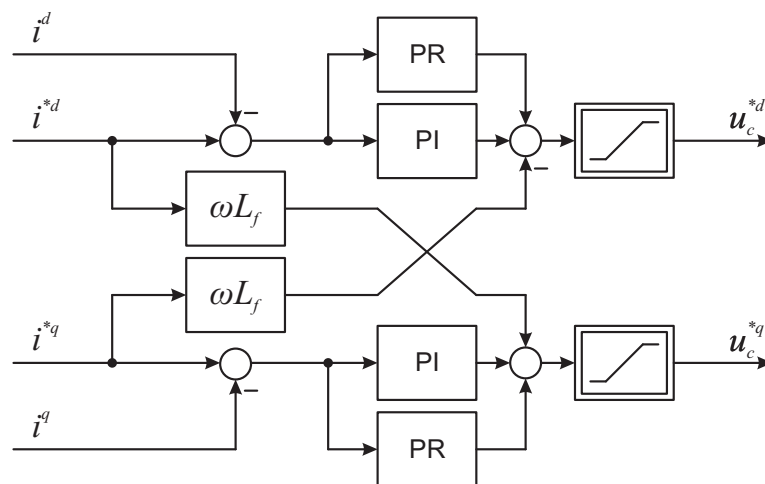 i^d
PR
i^{*d}
PI
u_c^{*d}
−
−
ωL_f
ωL_f
i^{*q}
PI
u_c^{*q}
−
i^q
PR